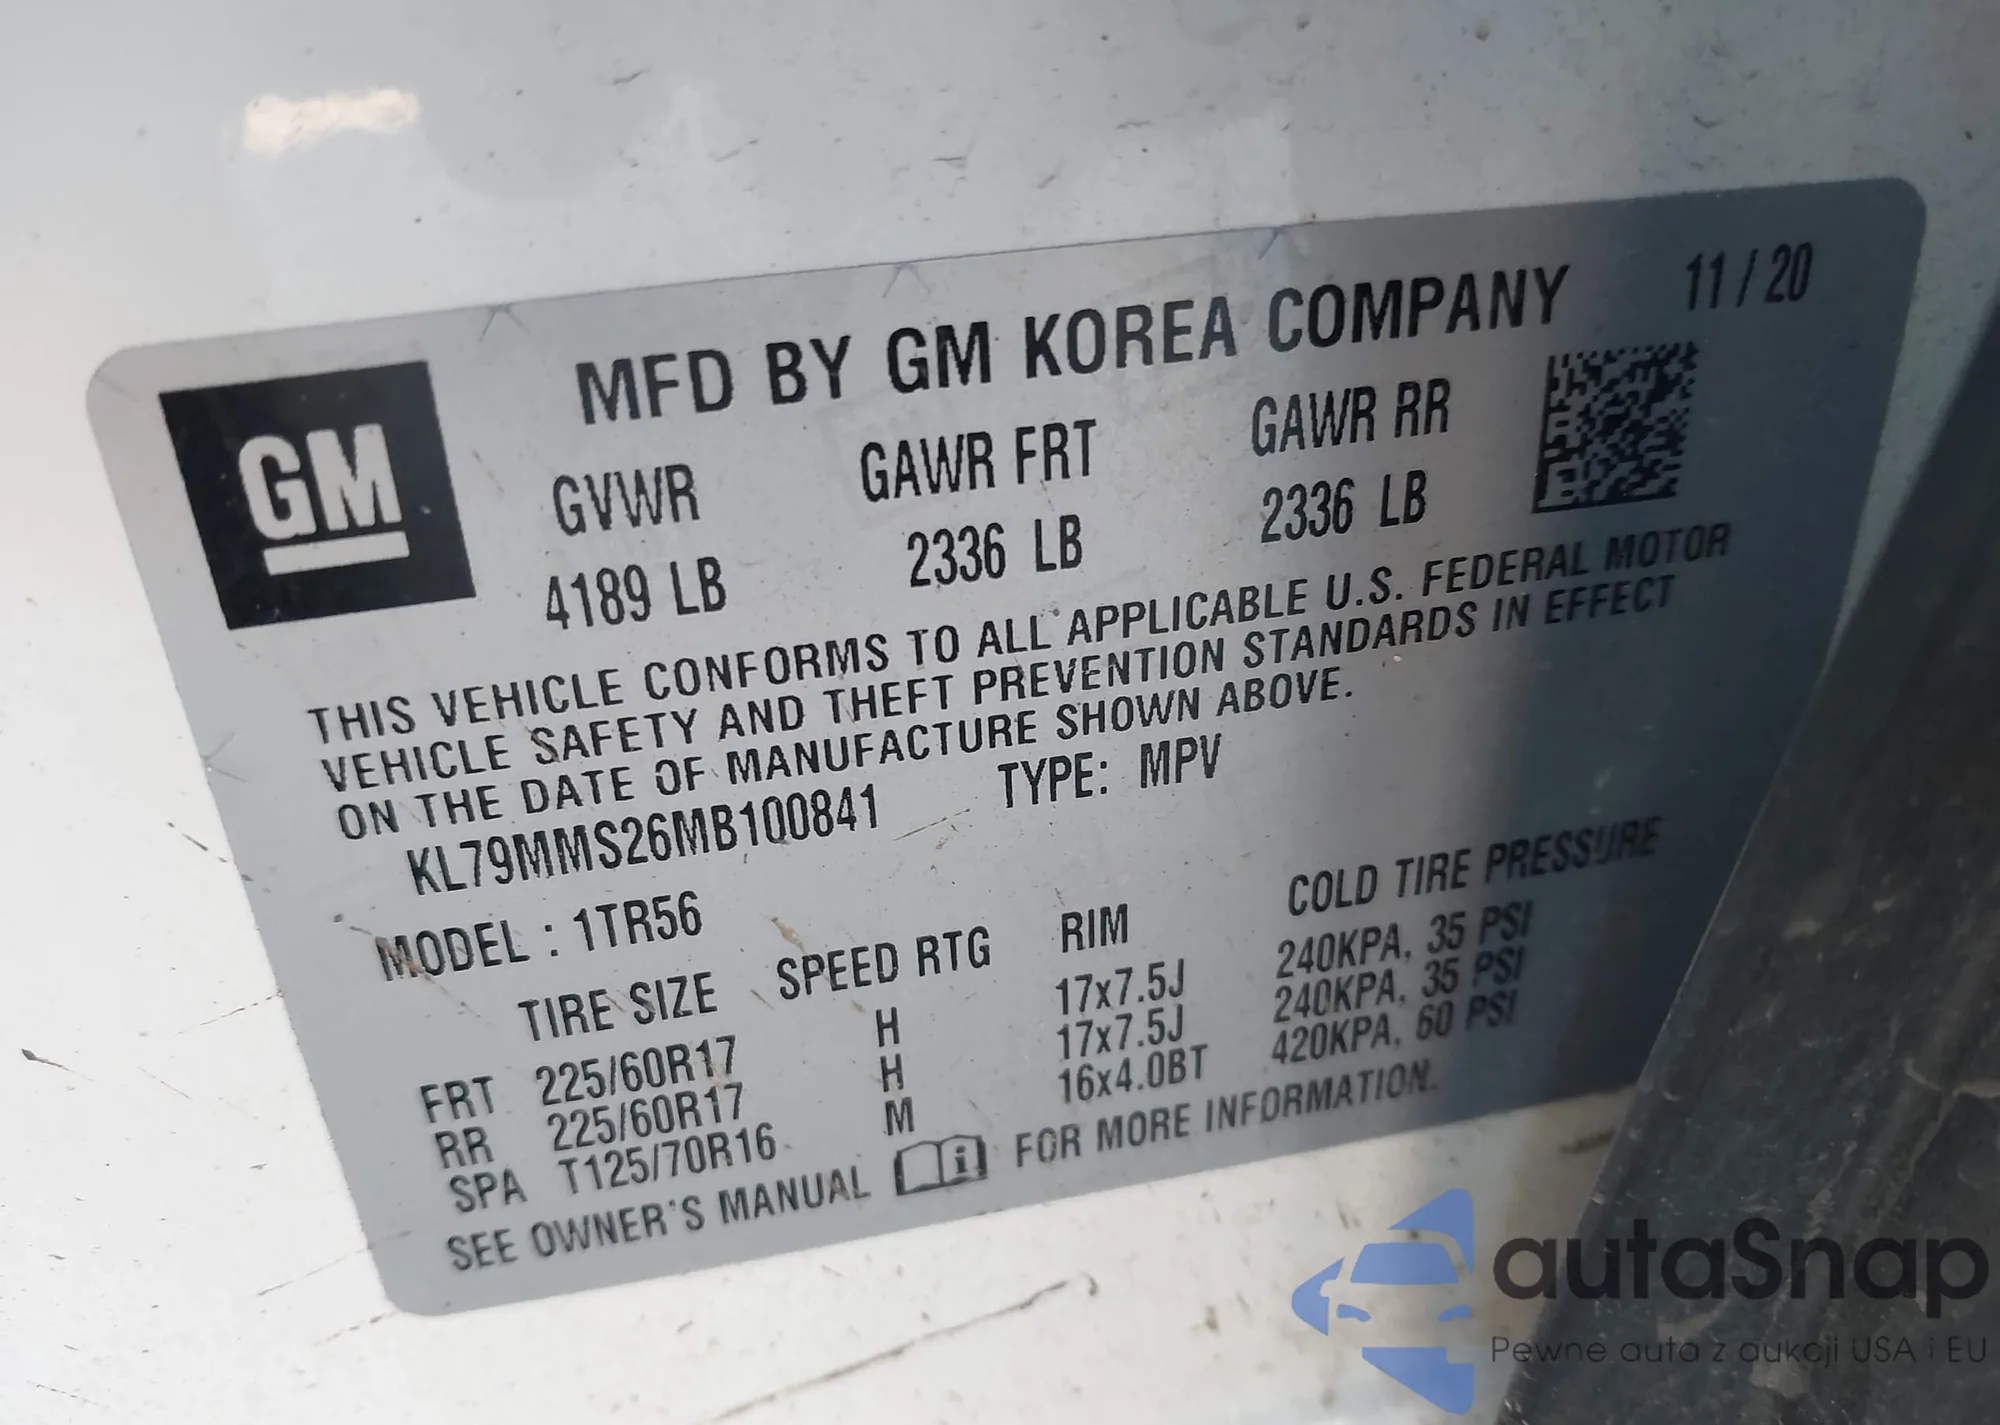 MFD BY GM KOREA COMPANY 11 / 20
GM
GVWR GAWR FRT GAWR RR
4189 LB 2336 LB 2336 LB
THIS VEHICLE CONFORMS TO ALL APPLICABLE U.S. FEDERAL MOTOR
VEHICLE SAFETY AND THEFT PREVENTION STANDARDS IN EFFECT
ON THE DATE OF MANUFACTURE SHOWN ABOVE.
KL79MMS26MB100841 TYPE: MPV
MODEL : 1TR56
TIRE SIZE SPEED RTG RIM COLD TIRE PRESSURE
FRT 225/60R17 H 17x7.5J 240KPA, 35 PSI
RR 225/60R17 H 17x7.5J 240KPA, 35 PSI
SPA T125/70R16 M 16x4.0BT 420KPA, 60 PSI
SEE OWNER'S MANUAL i FOR MORE INFORMATION.
autaSnap
Pewne auta z aukcji USA i EU